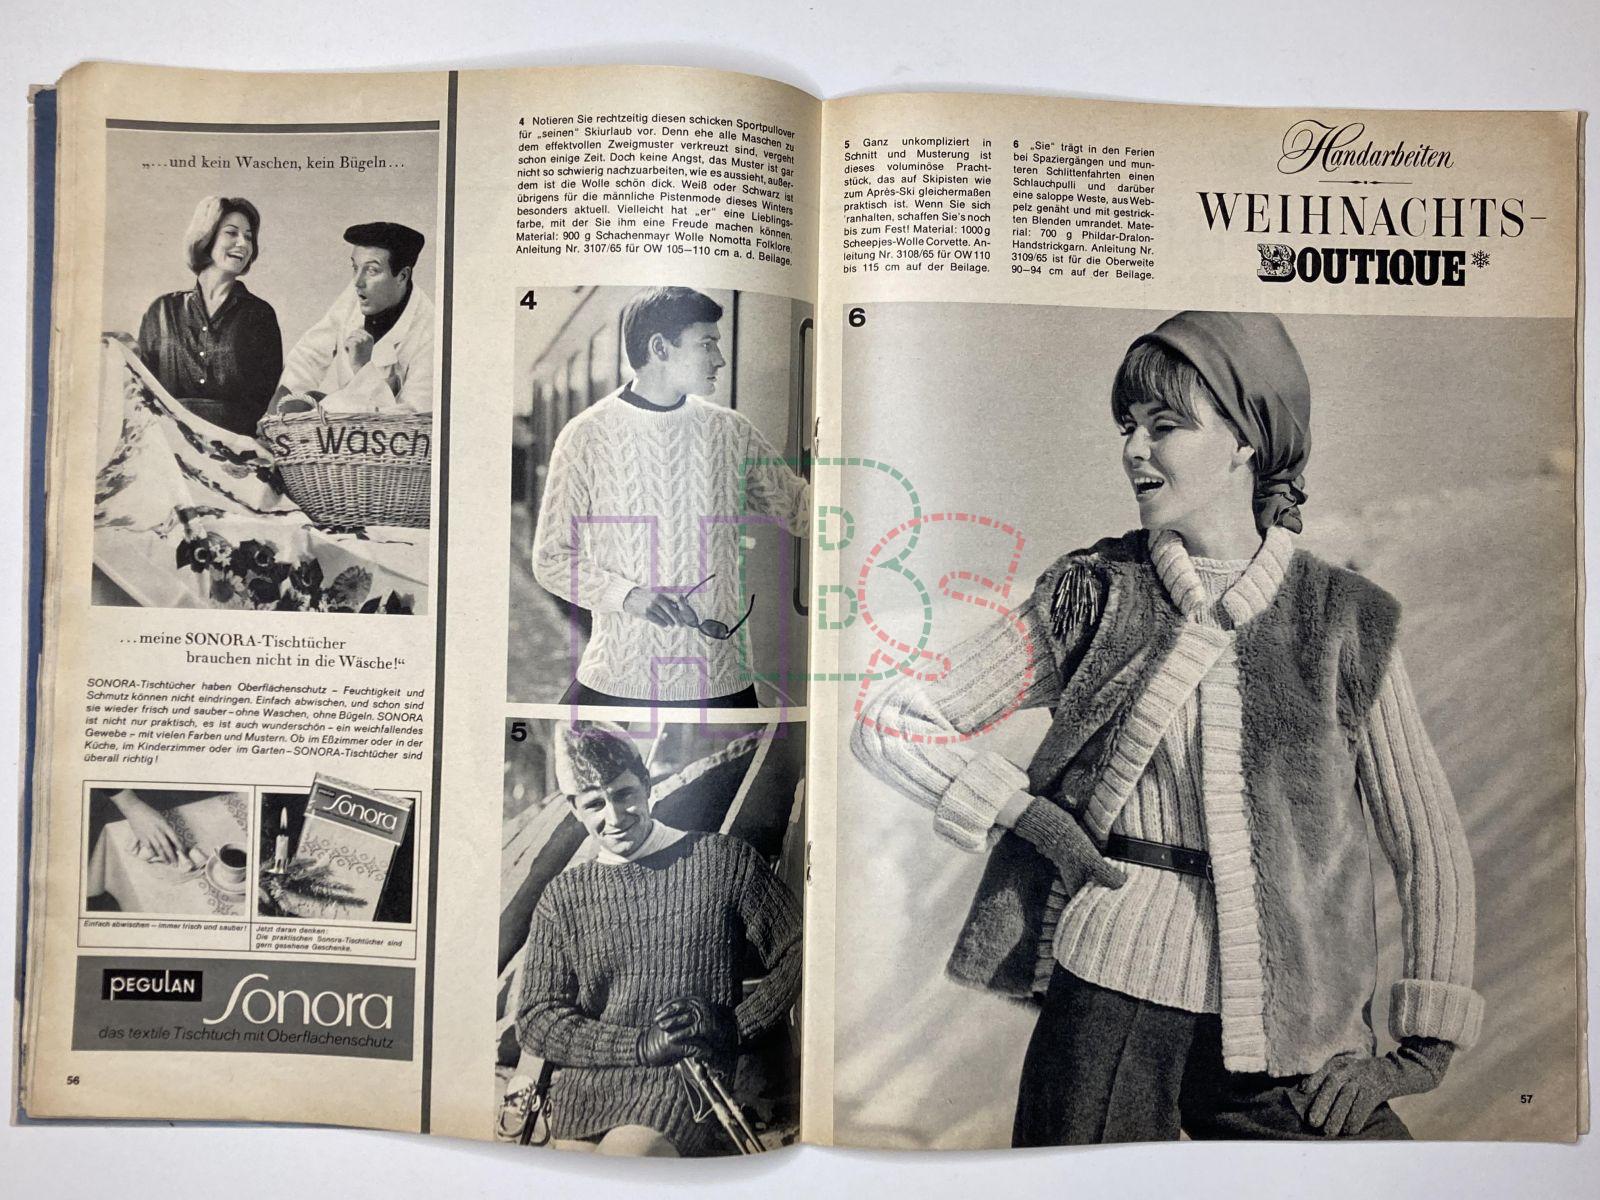 „...und kein Waschen, kein Bügeln...
s-Wäsch
...meine SONORA-Tischtücher
brauchen nicht in die Wäsche!“
SONORA-Tischtücher haben Oberflächenschutz – Feuchtigkeit und
Schmutz können nicht eindringen. Einfach abwischen, und schon sind
sie wieder frisch und sauber – ohne Waschen, ohne Bügeln. SONORA
ist nicht nur praktisch, es ist auch wunderschön – ein weichfallendes
Gewebe – mit vielen Farben und Mustern. Ob im Eßzimmer oder in der
Küche, im Kinderzimmer oder im Garten – SONORA-Tischtücher sind
überall richtig!
Sonora
Einfach abwischen – immer frisch und sauber!
Jetzt daran denken:
Die praktischen Sonora-Tischtücher sind
gern gesehene Geschenke.
PEGULAN
Sonora
das textile Tischtuch mit Oberflächenschutz
56
4 Notieren Sie rechtzeitig diesen schicken Sportpullover
für „seinen“ Skiurlaub vor. Denn ehe alle Maschen zu
dem effektvollen Zweigmuster verkreuzt sind, vergeht
schon einige Zeit. Doch keine Angst, das Muster ist gar
nicht so schwierig nachzuarbeiten, wie es aussieht, außer-
dem ist die Wolle schön dick. Weiß oder Schwarz ist
übrigens für die männliche Pistenmode dieses Winters
besonders aktuell. Vielleicht hat „er“ eine Lieblings-
farbe, mit der Sie ihm eine Freude machen können.
Material: 900 g Schachenmayr Wolle Nomotta Folklore.
Anleitung Nr. 3107/65 für OW 105–110 cm a. d. Beilage.
4
5
5 Ganz unkompliziert in
Schnitt und Musterung ist
dieses voluminöse Pracht-
stück, das auf Skipisten wie
zum Après-Ski gleichermaßen
praktisch ist. Wenn Sie sich
'ranhalten, schaffen Sie's noch
bis zum Fest! Material: 1000 g
Scheepjes-Wolle Corvette. An-
leitung Nr. 3108/65 für OW 110
bis 115 cm auf der Beilage.
6 „Sie“ trägt in den Ferien
bei Spaziergängen und mun-
teren Schlittenfahrten einen
Schlauchpulli und darüber
eine saloppe Weste, aus Web-
pelz genäht und mit gestrick-
ten Blenden umrandet. Mate-
rial: 700 g Phildar-Dralon-
Handstrickgarn. Anleitung Nr.
3109/65 ist für die Oberweite
90–94 cm auf der Beilage.
Handarbeiten
WEIHNACHTS-
BOUTIQUE
6
57
HBS